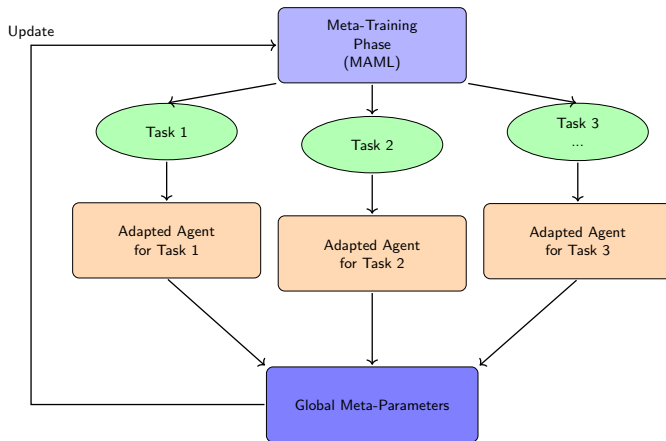 Update
Meta-Training
Phase
(MAML)
Task 1
Task 2
Task 3
...
Adapted Agent
for Task 1
Adapted Agent
for Task 2
Adapted Agent
for Task 3
Global Meta-Parameters